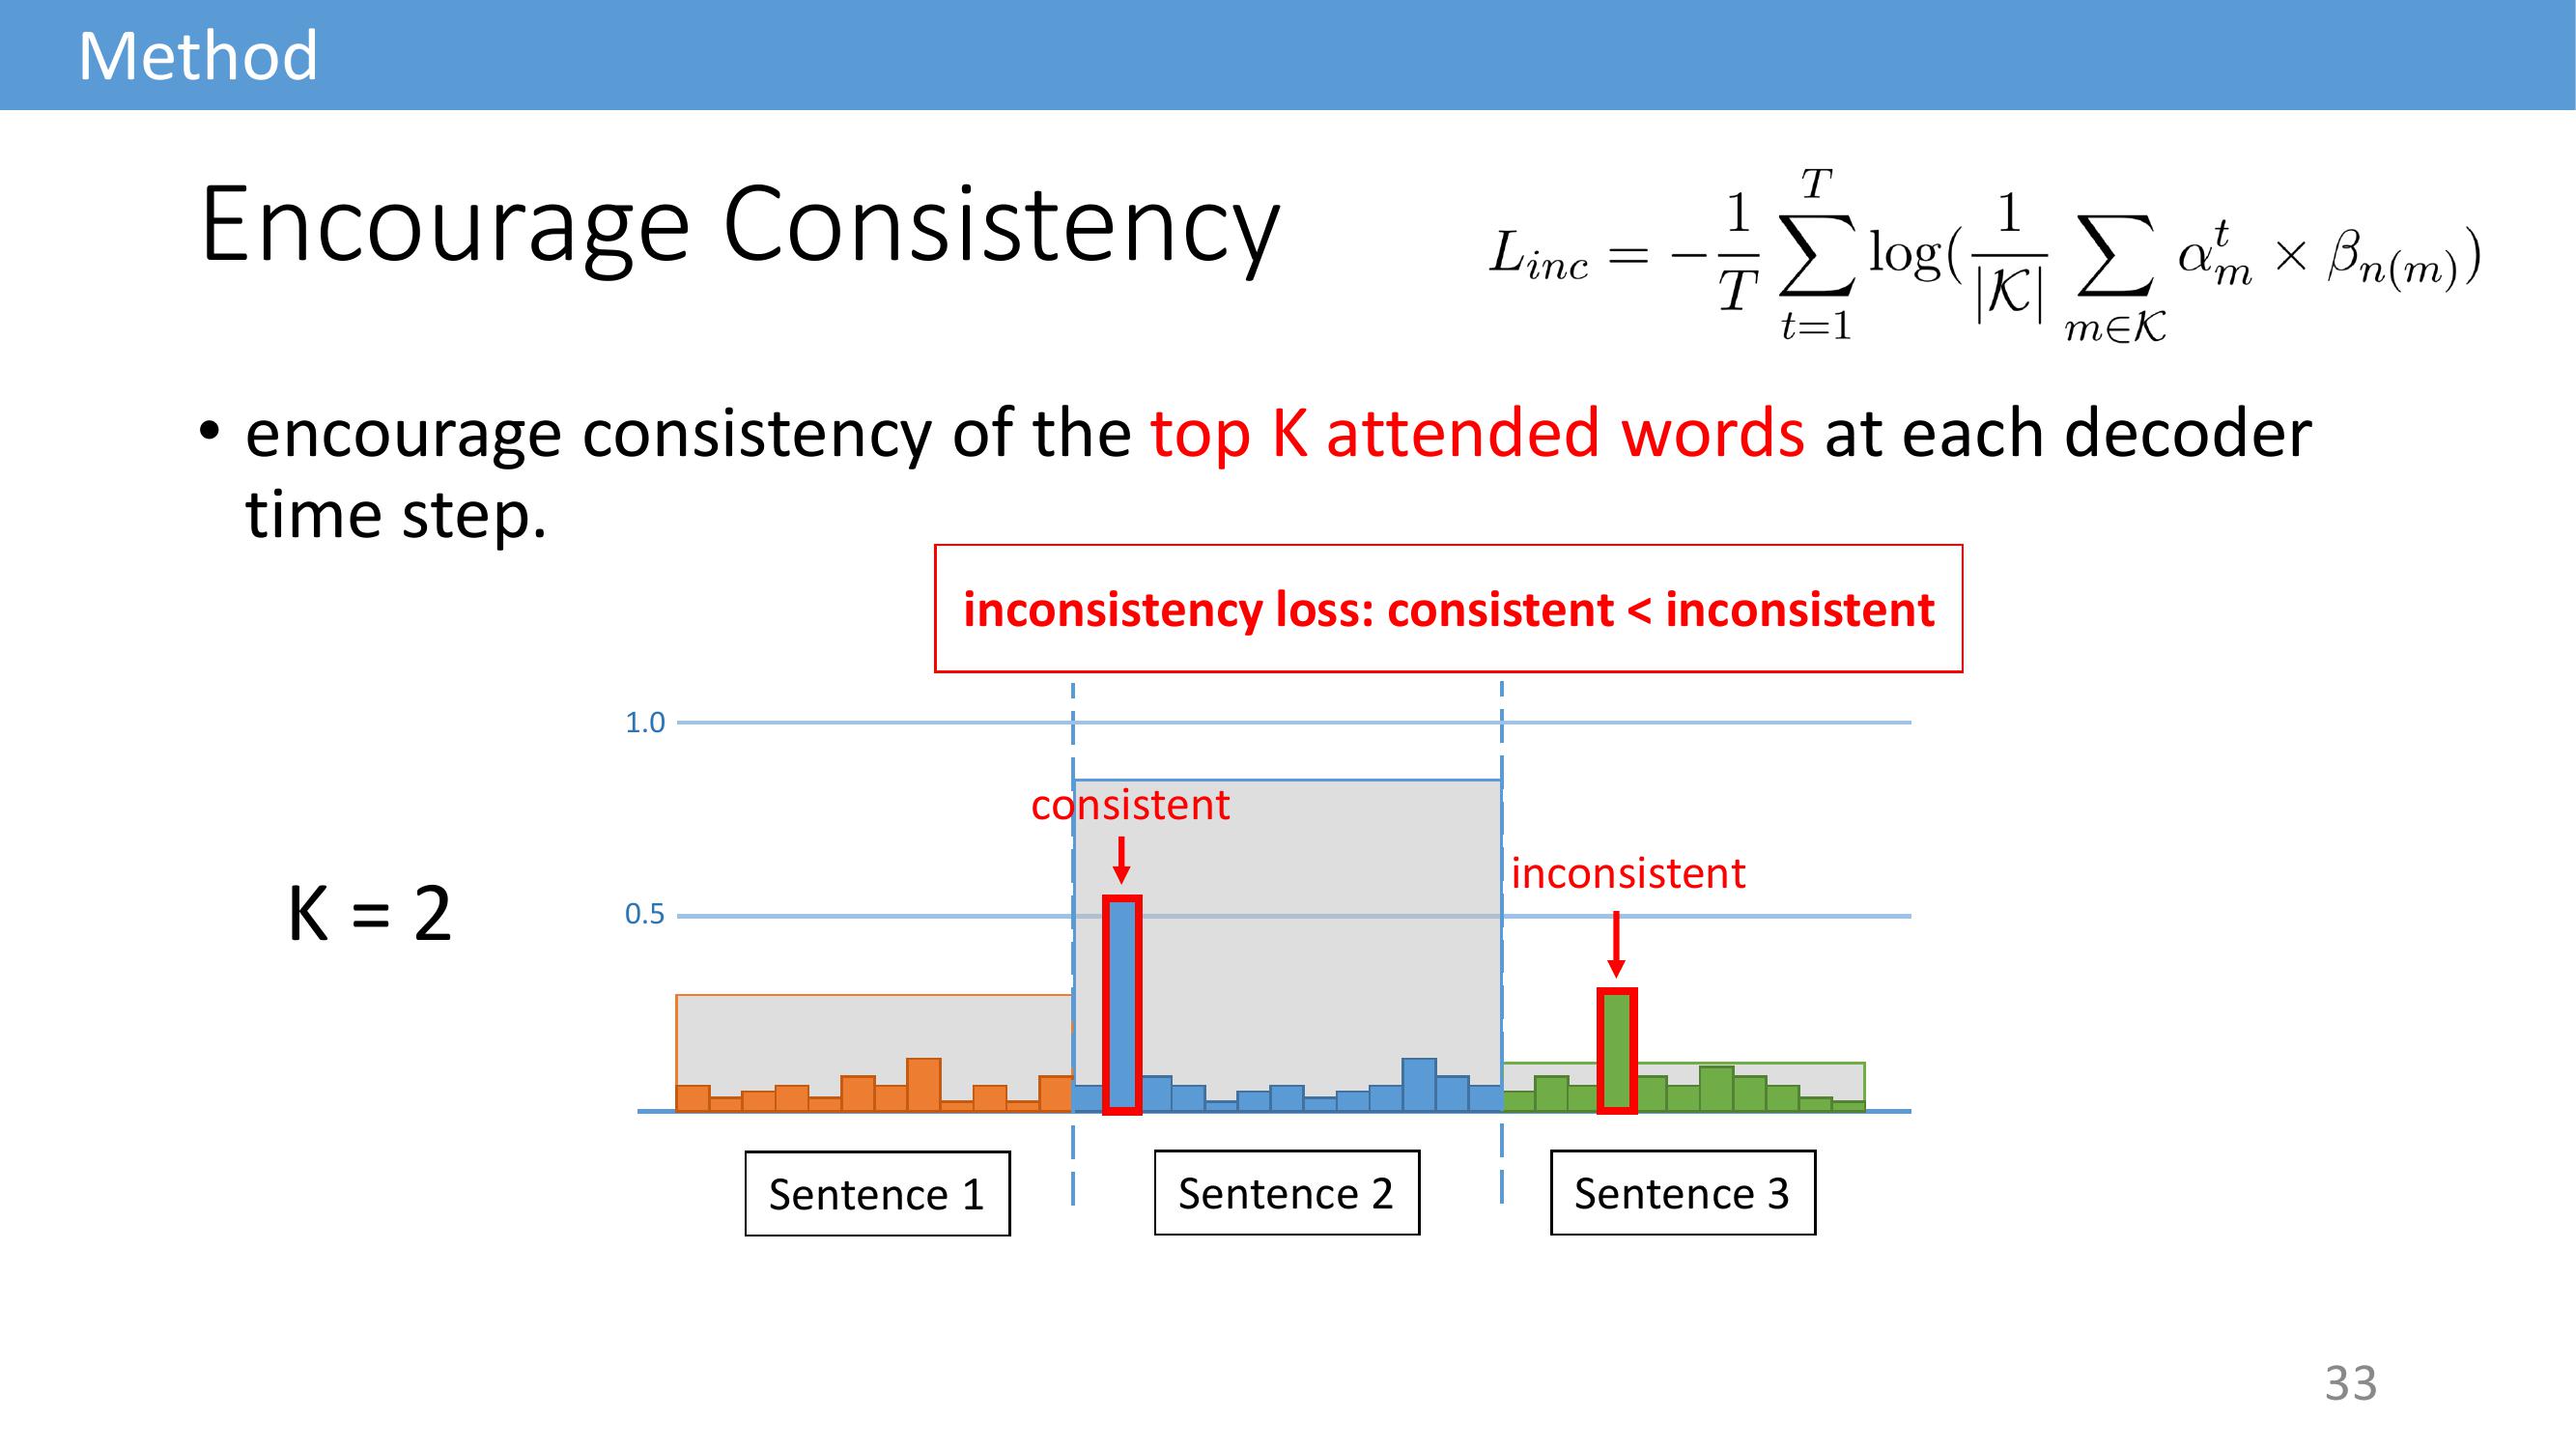 Method
Encourage Consistency
L_{inc} = -\frac{1}{T} \sum_{t=1}^{T} \log(\frac{1}{|\mathcal{K}|} \sum_{m \in \mathcal{K}} \alpha_m^t \times \beta_{n(m)})
• encourage consistency of the top K attended words at each decoder
time step.
inconsistency loss: consistent < inconsistent
1.0
consistent
inconsistent
K = 2
0.5
Sentence 1
Sentence 2
Sentence 3
33